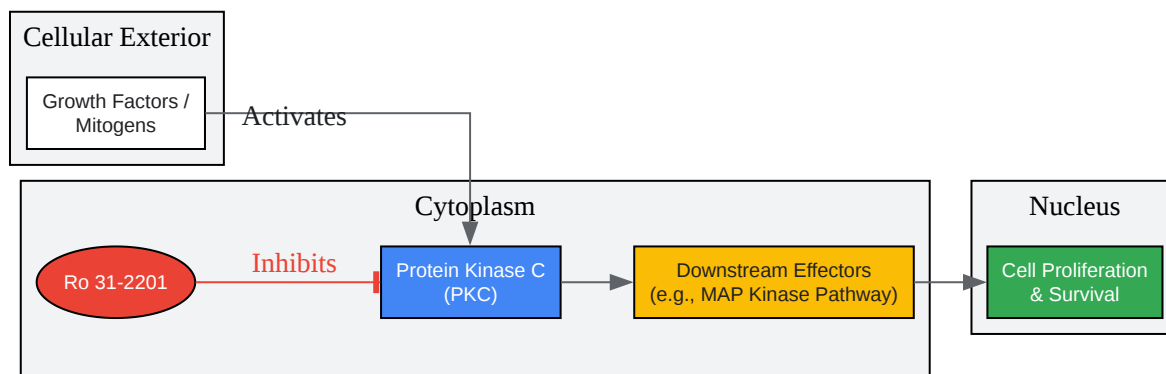 Cellular Exterior
Growth Factors /
Mitogens
Activates
Cytoplasm
Nucleus
Ro 31-2201
Inhibits
Protein Kinase C
(PKC)
Downstream Effectors
(e.g., MAP Kinase Pathway)
Cell Proliferation
& Survival